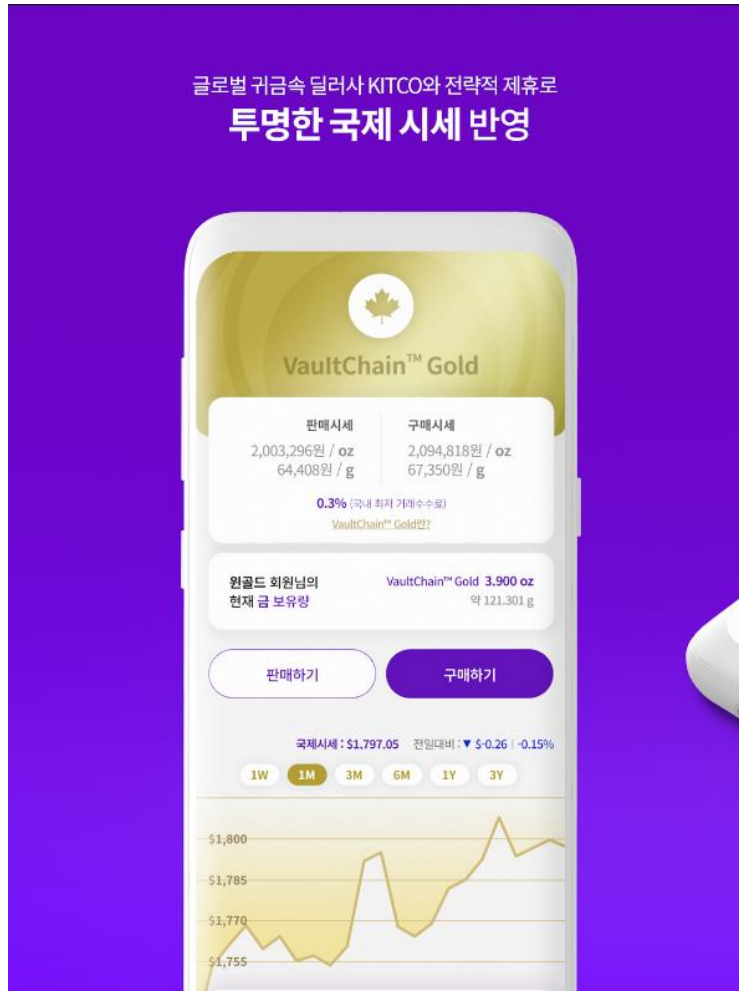 글로벌 귀금속 딜러사 KITCO와 전략적 제휴로
투명한 국제 시세 반영
VaultChain™ Gold
판매시세
2,003,296원 / oz
64,408원 / g
구매시세
2,094,818원 / oz
67,350원 / g
0.3% (국내 최저 거래수수료)
VaultChain™ Gold란?
윈골드 회원님의
현재 금 보유량
VaultChain™ Gold 3.900 oz
약 121.301 g
판매하기
구매하기
국제시세 : $1.797.05 전일대비 : ▼ $-0.26 | -0.15%
1W 1M 3M 6M 1Y 3Y
$1,800
$1,785
$1,770
$1,755